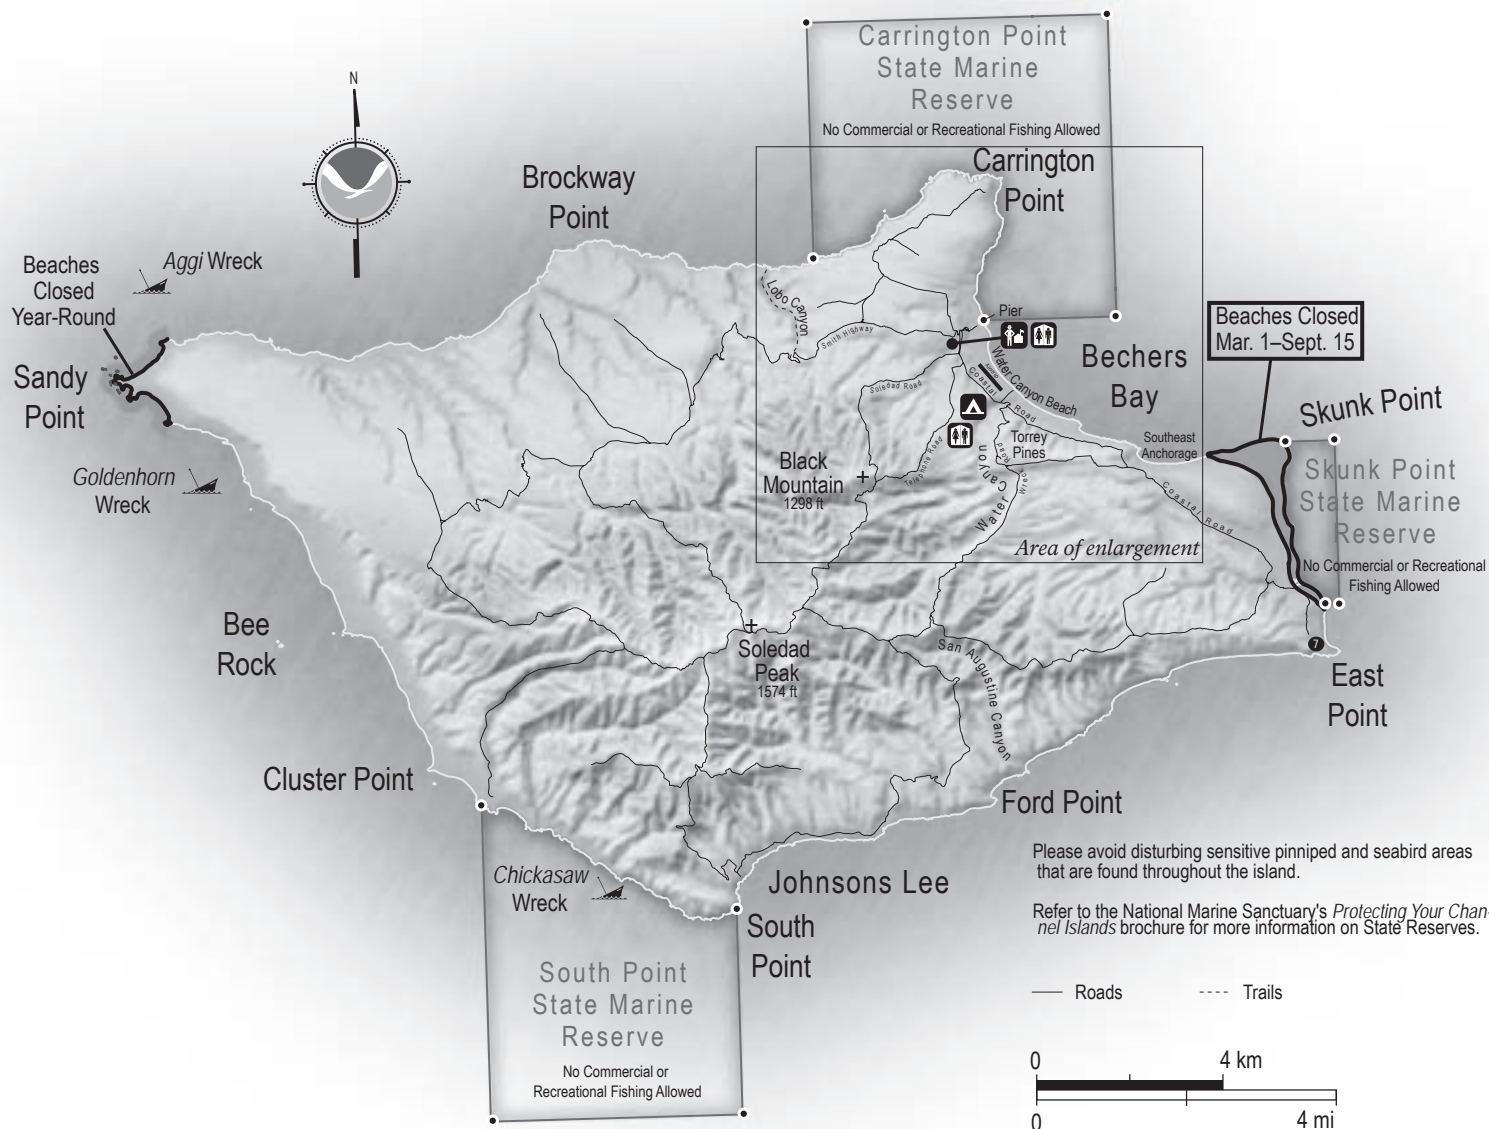 Carrington Point
State Marine
Reserve
No Commercial or Recreational Fishing Allowed
N
Carrington
Point
Brockway
Point
Aggi Wreck
Beaches
Closed
Year-Round
Sandy
Point
Goldenhorn
Wreck
Lobo Canyon
Smith Highway
Pier
Water Canyon Beach
Coastal
Road
Bechers
Bay
Beaches Closed
Mar. 1–Sept. 15
Skunk Point
Soledad Road
Telephone Road
Torrey
Pines
Southeast
Anchorage
Black
Mountain
1298 ft
Water Canyon
Wreck Road
Coastal Road
Skunk Point
State Marine
Reserve
No Commercial or Recreational
Fishing Allowed
Area of enlargement
Bee
Rock
Soledad
Peak
1574 ft
San Augustine Canyon
7
East
Point
Cluster Point
Ford Point
Chickasaw
Wreck
Johnsons Lee
South
Point
South Point
State Marine
Reserve
No Commercial or
Recreational Fishing Allowed
Please avoid disturbing sensitive pinniped and seabird areas
that are found throughout the island.
Refer to the National Marine Sanctuary's Protecting Your Chan-
nel Islands brochure for more information on State Reserves.
Roads
Trails
0 4 km
0 4 mi